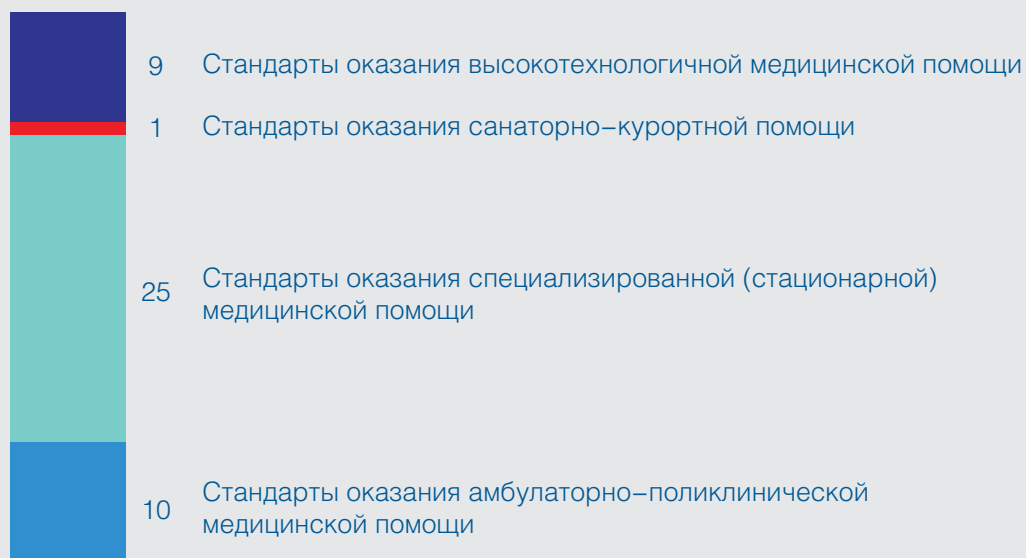 9 Стандарты оказания высокотехнологичной медицинской помощи
1 Стандарты оказания санаторно–курортной помощи
25 Стандарты оказания специализированной (стационарной)
медицинской помощи
10 Стандарты оказания амбулаторно–поликлинической
медицинской помощи